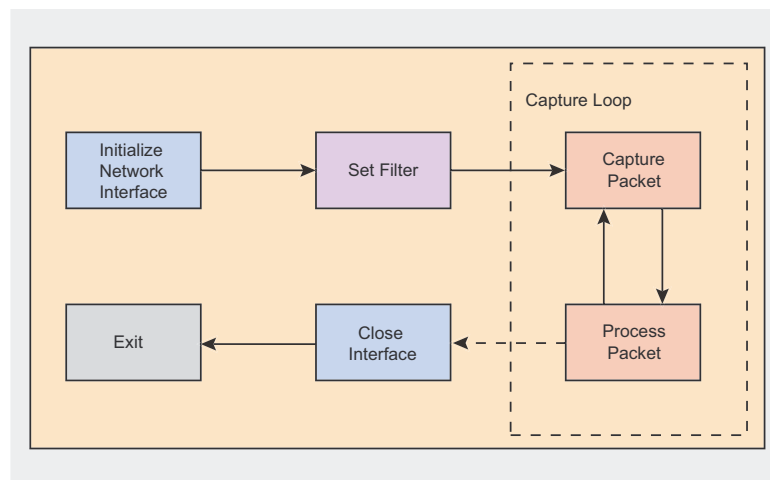 Capture Loop
Initialize
Network
Interface
Set Filter
Capture
Packet
Exit
Close
Interface
Process
Packet